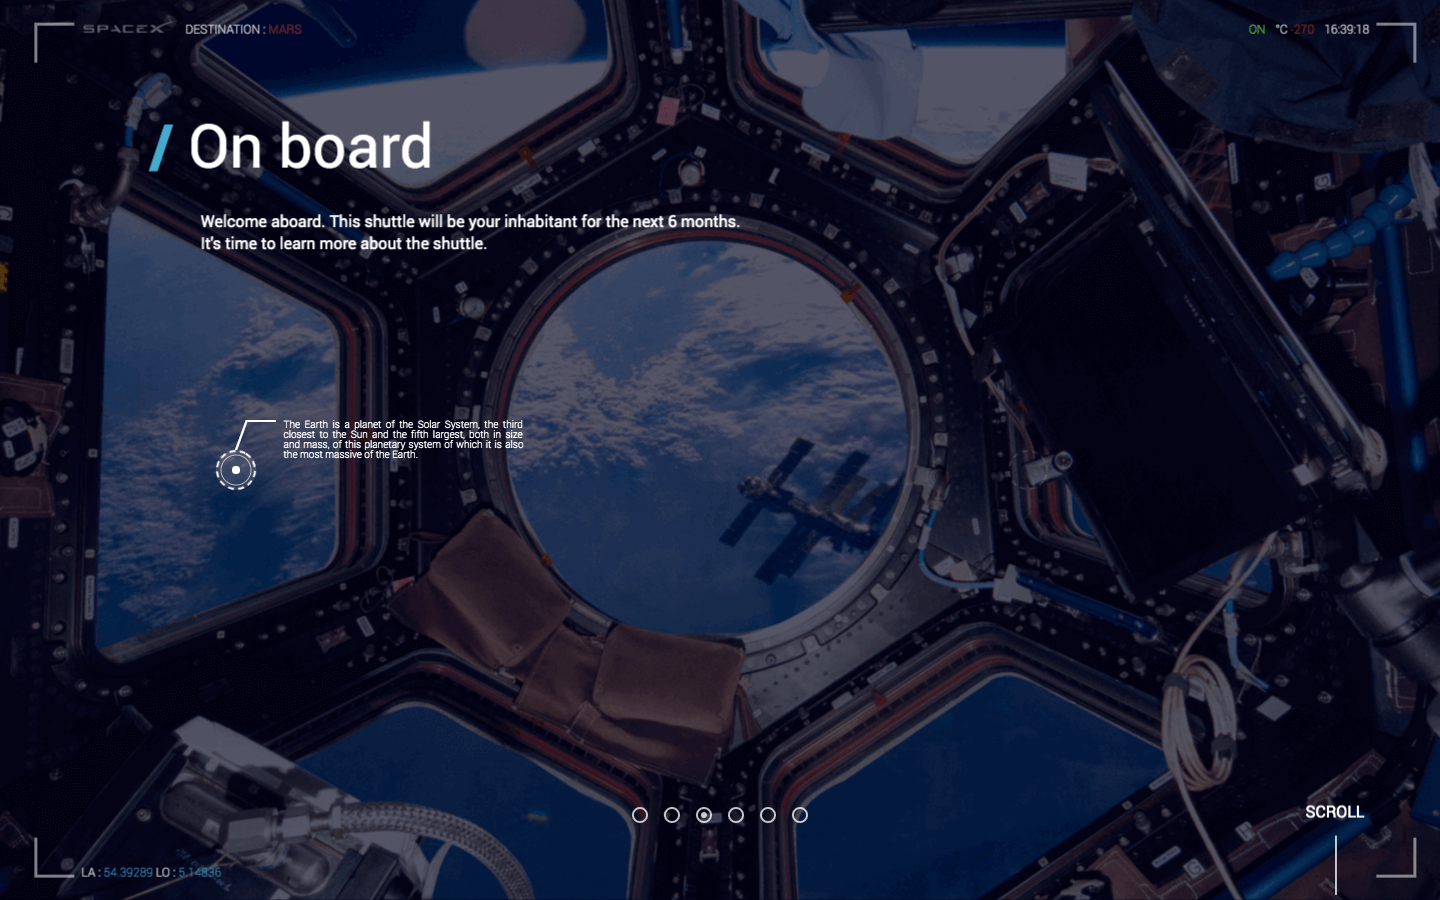 SPACEX DESTINATION : MARS
ON °C -270 16:39:18
/ On board
Welcome aboard. This shuttle will be your inhabitant for the next 6 months.
It's time to learn more about the shuttle.
The Earth is a planet of the Solar System, the third
closest to the Sun and the fifth largest, both in size
and mass, of this planetary system of which it is also
the most massive of the Earth.
SCROLL
LA : 54.39289 LO : 5.14836